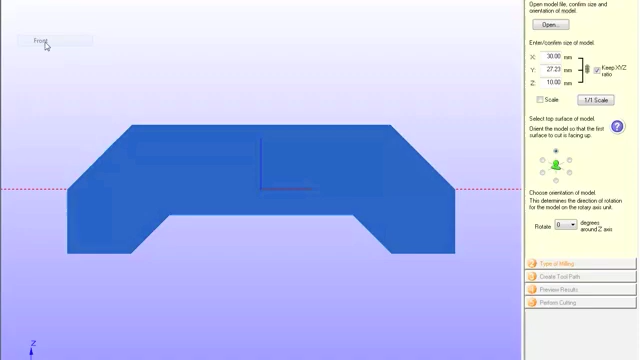 Front
Z
Open model file, confirm size and
orientation of model.
Open...
Enter/confirm size of model.
X: 30.00 mm
Y: 27.23 mm
Z: 10.00 mm
Keep XYZ
ratio
Scale
1/1 Scale
Select top surface of model.
Orient the model so that the first
surface to cut is facing up.
?
Choose orientation of model.
This determines the direction of rotation
for the model on the rotary axis unit.
Rotate 0 degrees
around Z axis
Type of Milling
Create Tool Path
Preview Results
Perform Cutting